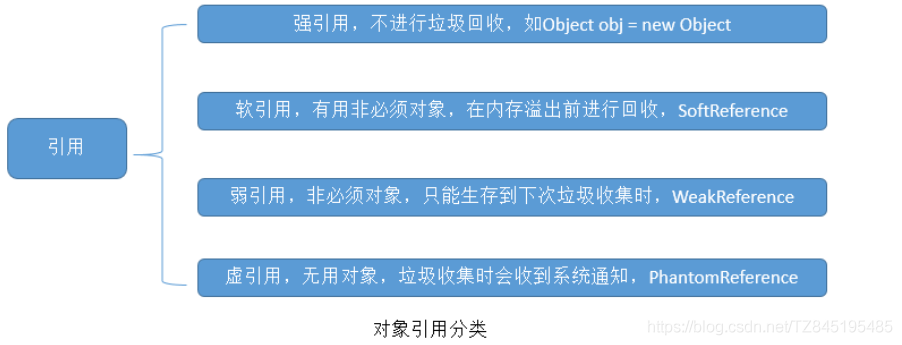 强引用，不进行垃圾回收，如Object obj = new Object
软引用，有用非必须对象，在内存溢出前进行回收，SoftReference
引用
弱引用，非必须对象，只能生存到下次垃圾收集时，WeakReference
虚引用，无用对象，垃圾收集时会收到系统通知，PhantomReference
对象引用分类
https://blog.csdn.net/TZ845195485